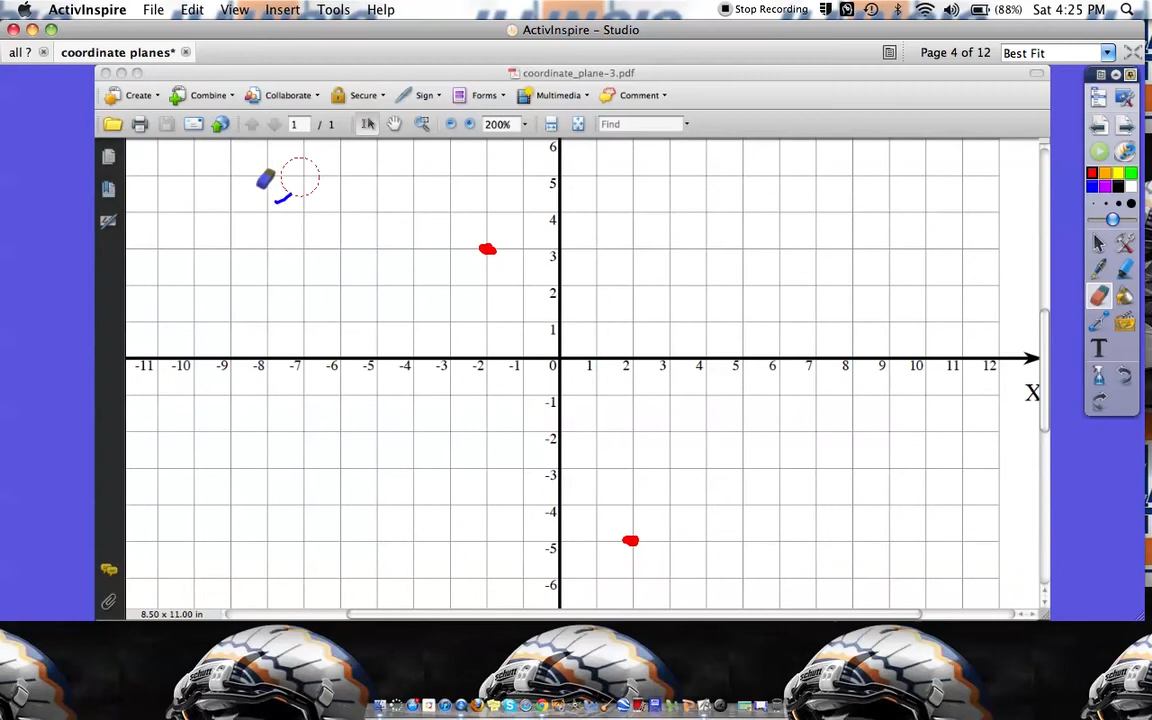 ActivInspire File Edit View Insert Tools Help Stop Recording (88%) Sat 4:25 PM
ActivInspire - Studio
all ? coordinate planes* Page 4 of 12 Best Fit
coordinate_plane-3.pdf
Create Combine Collaborate Secure Sign Forms Multimedia Comment
1 / 1 200% Find
6
5
4
3
2
1
-11 -10 -9 -8 -7 -6 -5 -4 -3 -2 -1 0 1 2 3 4 5 6 7 8 9 10 11 12
X
-1
-2
-3
-4
-5
-6
T
8.50 x 11.00 in
schutt schutt schutt schutt